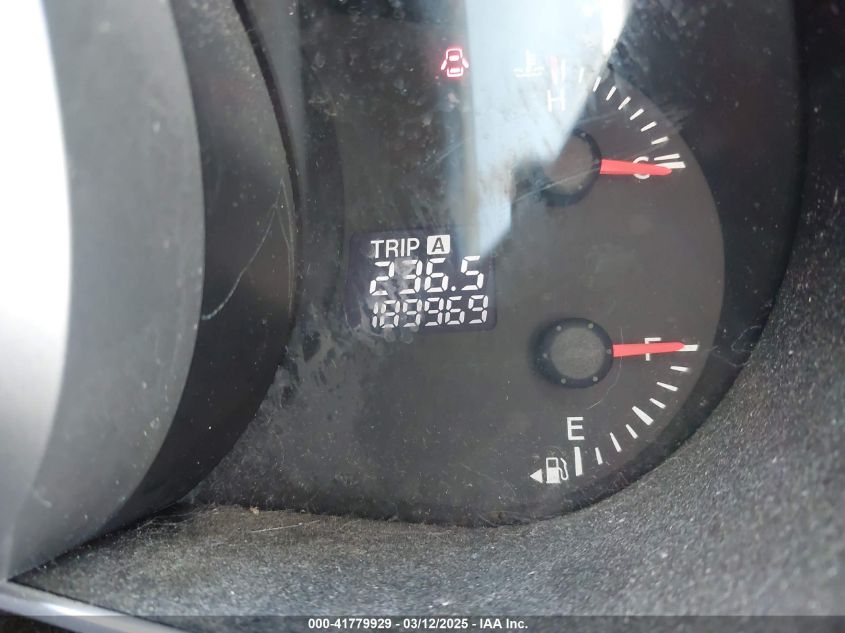 H
C
TRIP A
236.5
189969
F
E
000-41779929 - 03/12/2025 - IAA Inc.